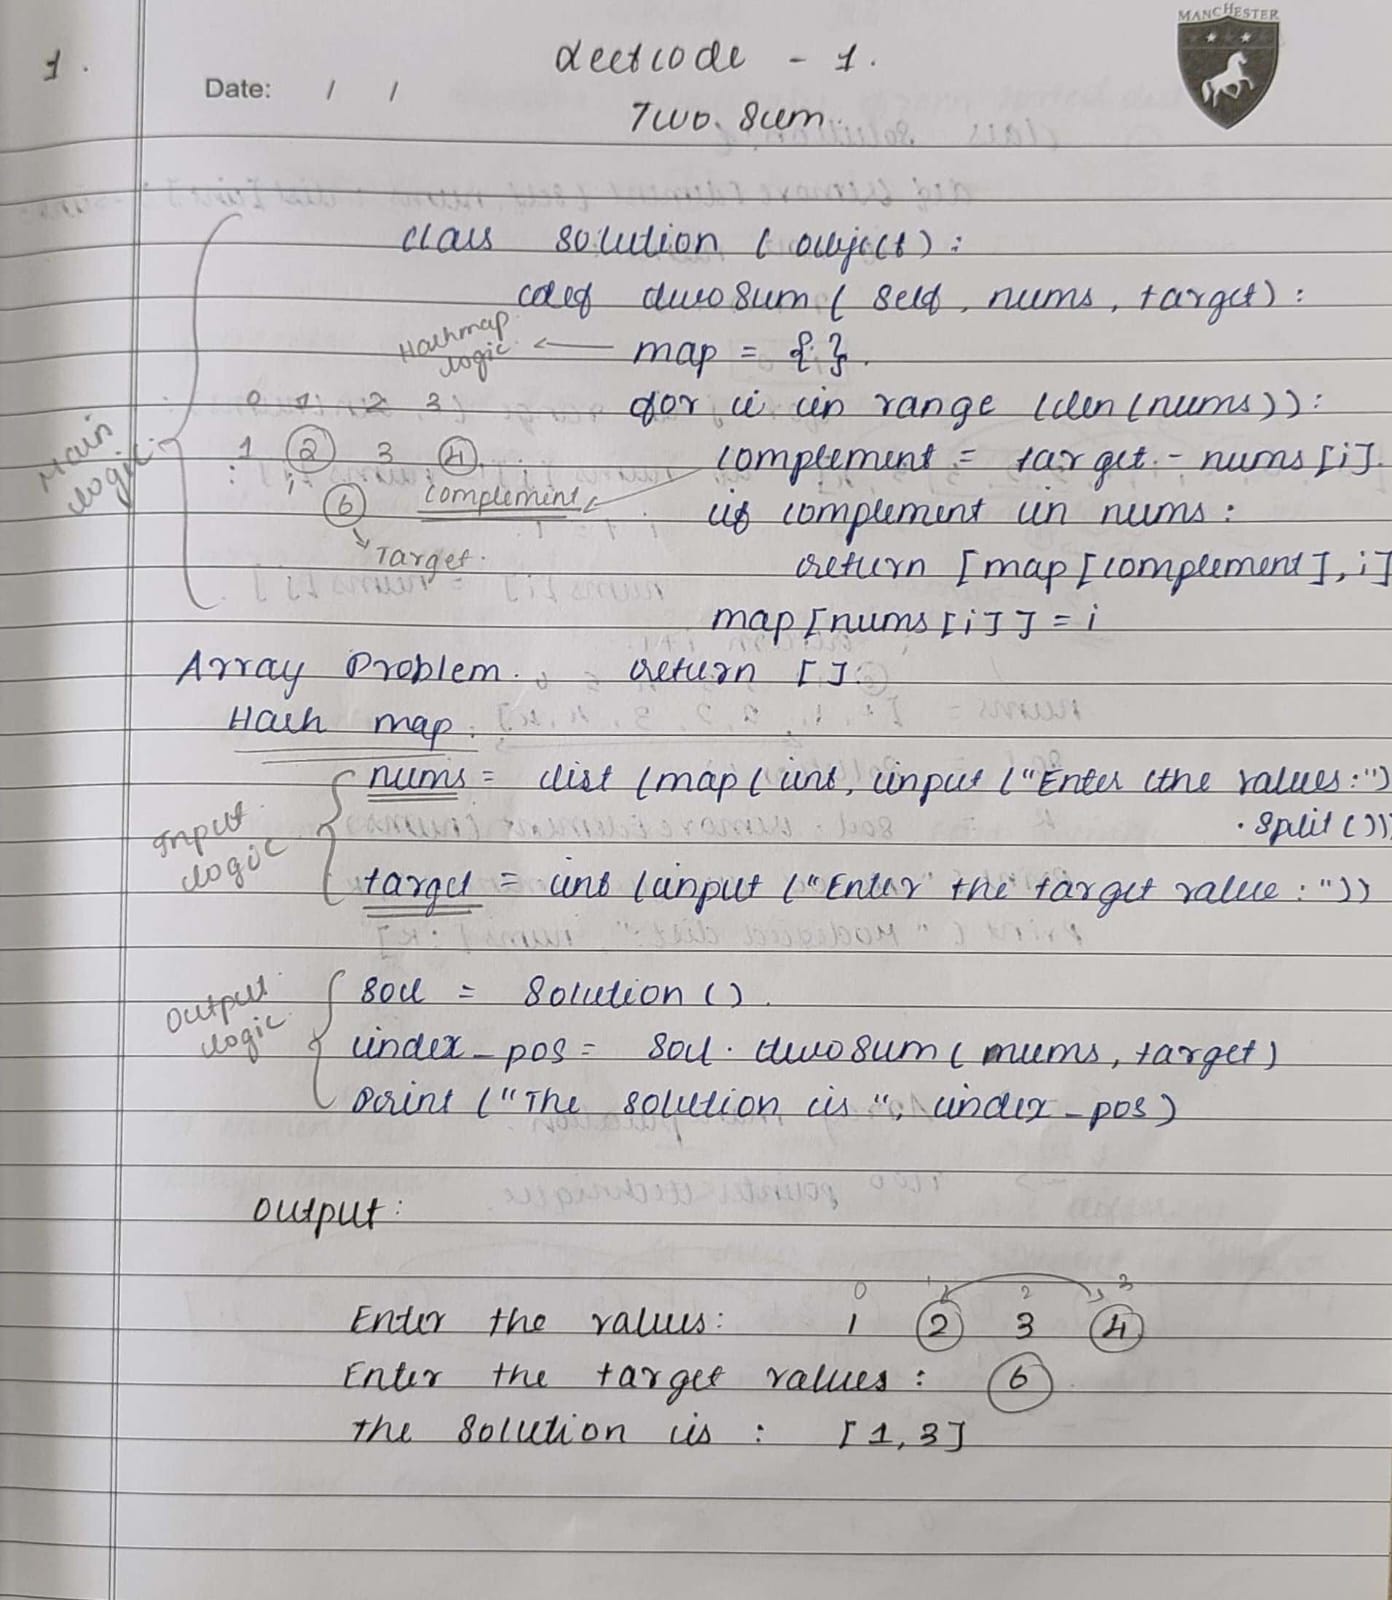 MANCHESTER
1.
Leetcode - 1.
Date: / /
Two Sum.
class Solution (object):
def twoSum( self, nums, target):
Hashmap logic. ← map = {}.
0 1 2 3
for i in range (len(nums)):
Main logic.
1 2 3 4
complement = target - nums[i].
6 complement
if complement in nums:
Target.
return [map[complement], i]
map[nums[i]] = i
Array Problem.
return []
Hash map.
nums = list (map(int, input ("Enter the values:")
.split()))
Input logic
target = int (input ("Enter the target value:"))
Output logic.
sol = Solution().
index_pos = sol.twoSum( nums, target)
print ("The solution is ", index_pos)
Output:
0 1 2 3
Enter the values: 1 2 3 4
Enter the target values: 6
The solution is : [1,3]